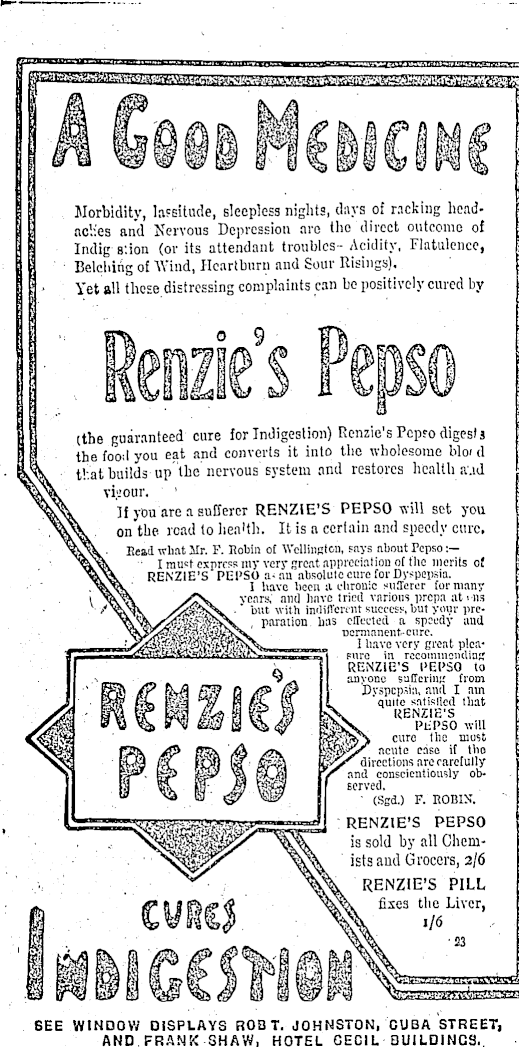 A GOOD MEDICINE
Morbidity, lassitude, sleepless nights, days of racking head-
aches and Nervous Depression are the direct outcome of
Indig s:ion (or its attendant troubles- Acidity, Flatulence,
Belching of Wind, Heartburn and Sour Risings).
Yet all these distressing complaints can be positively cured by
Renzie's Pepso
(the guaranteed cure for Indigestion) Renzie's Pepso digests
the food you eat and converts it into the wholesome blo d
that builds up the nervous system and restores health and
vigour.
If you are a sufferer RENZIE'S PEPSO will set you
on the road to health. It is a certain and speedy cure.
Read what Mr. F. Robin of Wellington, says about Pepso :—
I must express my very great appreciation of the merits of
RENZIE'S PEPSO as an absolute cure for Dyspepsia.
I have been a chronic sufferer for many
years, and have tried various prepa at ons
but with indifferent success, but your pre-
paration has effected a speedy and
permanent cure.
I have very great plea-
sure in recommending
RENZIE'S PEPSO to
anyone suffering from
Dyspepsia, and I am
quite satisfied that
RENZIE'S
PEPSO will
cure the most
acute case if the
directions are carefully
and conscientiously ob-
served.
(Sgd.) F. ROBIN.
RENZIE'S PEPSO
is sold by all Chem-
ists and Grocers, 2/6
RENZIE'S PILL
fixes the Liver,
1/6
23
RENZIE'S
PEPSO
CURES
INDIGESTION
SEE WINDOW DISPLAYS ROBT. JOHNSTON, CUBA STREET,
AND FRANK SHAW, HOTEL CECIL BUILDINGS.